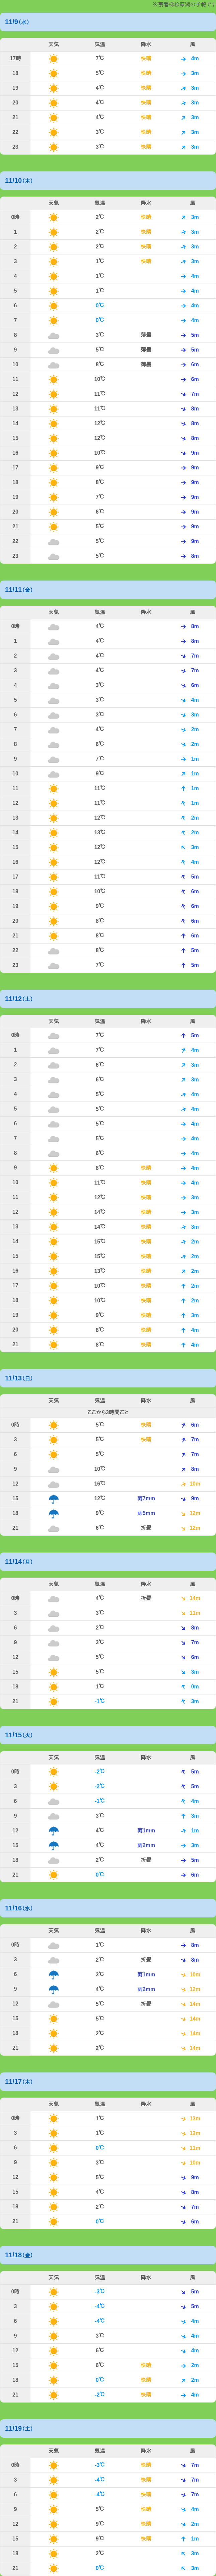 ※裏磐梯桧原湖の予報です
11/9（水）
天気 気温 降水 風
17時 7℃ 快晴 4m
18 5℃ 快晴 3m
19 4℃ 快晴 3m
20 4℃ 快晴 3m
21 4℃ 快晴 3m
22 3℃ 快晴 3m
23 3℃ 快晴 3m
11/10（木）
天気 気温 降水 風
0時 2℃ 快晴 3m
1 2℃ 快晴 3m
2 2℃ 快晴 3m
3 1℃ 快晴 3m
4 1℃ 4m
5 1℃ 4m
6 0℃ 4m
7 0℃ 4m
8 3℃ 薄曇 5m
9 5℃ 薄曇 5m
10 8℃ 薄曇 6m
11 10℃ 6m
12 11℃ 7m
13 11℃ 8m
14 12℃ 8m
15 12℃ 8m
16 10℃ 9m
17 9℃ 9m
18 8℃ 9m
19 7℃ 9m
20 6℃ 9m
21 5℃ 9m
22 5℃ 9m
23 5℃ 8m
11/11（金）
天気 気温 降水 風
0時 4℃ 8m
1 4℃ 8m
2 4℃ 7m
3 4℃ 7m
4 3℃ 6m
5 3℃ 4m
6 3℃ 3m
7 4℃ 2m
8 6℃ 2m
9 7℃ 1m
10 9℃ 1m
11 11℃ 1m
12 11℃ 1m
13 12℃ 2m
14 13℃ 2m
15 12℃ 3m
16 12℃ 4m
17 11℃ 5m
18 10℃ 6m
19 9℃ 6m
20 8℃ 6m
21 8℃ 6m
22 8℃ 5m
23 7℃ 5m
11/12（土）
天気 気温 降水 風
0時 7℃ 5m
1 7℃ 4m
2 6℃ 3m
3 6℃ 3m
4 5℃ 4m
5 5℃ 4m
6 5℃ 4m
7 5℃ 4m
8 6℃ 4m
9 8℃ 快晴 4m
10 11℃ 快晴 4m
11 12℃ 快晴 3m
12 14℃ 快晴 3m
13 14℃ 快晴 3m
14 15℃ 快晴 2m
15 15℃ 快晴 2m
16 13℃ 快晴 2m
17 10℃ 快晴 2m
18 10℃ 快晴 2m
19 9℃ 快晴 3m
20 8℃ 快晴 4m
21 8℃ 快晴 4m
11/13（日）
天気 気温 降水 風
ここから3時間ごと
0時 5℃ 快晴 6m
3 5℃ 快晴 7m
6 5℃ 7m
9 10℃ 8m
12 16℃ 10m
15 12℃ 雨7mm 9m
18 9℃ 雨5mm 12m
21 6℃ 折曇 12m
11/14（月）
天気 気温 降水 風
0時 4℃ 折曇 14m
3 3℃ 11m
6 2℃ 8m
9 3℃ 7m
12 5℃ 6m
15 5℃ 3m
18 1℃ 0m
21 -1℃ 3m
11/15（火）
天気 気温 降水 風
0時 -2℃ 5m
3 -2℃ 5m
6 -1℃ 4m
9 3℃ 3m
12 4℃ 雨1mm 1m
15 4℃ 雨2mm 3m
18 2℃ 折曇 5m
21 0℃ 6m
11/16（水）
天気 気温 降水 風
0時 1℃ 8m
3 2℃ 折曇 8m
6 3℃ 雨1mm 10m
9 4℃ 雨2mm 12m
12 5℃ 折曇 14m
15 5℃ 14m
18 2℃ 14m
21 2℃ 14m
11/17（木）
天気 気温 降水 風
0時 1℃ 13m
3 1℃ 12m
6 0℃ 11m
9 3℃ 10m
12 5℃ 9m
15 4℃ 8m
18 2℃ 7m
21 0℃ 6m
11/18（金）
天気 気温 降水 風
0時 -3℃ 快晴 5m
3 -4℃ 快晴 5m
6 -4℃ 快晴 4m
9 3℃ 4m
12 6℃ 4m
15 6℃ 快晴 2m
18 0℃ 快晴 2m
21 -2℃ 快晴 4m
11/19（土）
天気 気温 降水 風
0時 -3℃ 快晴 7m
3 -4℃ 快晴 7m
6 -4℃ 快晴 7m
9 5℃ 快晴 4m
12 9℃ 快晴 2m
15 9℃ 快晴 1m
18 2℃ 3m
21 0℃ 3m